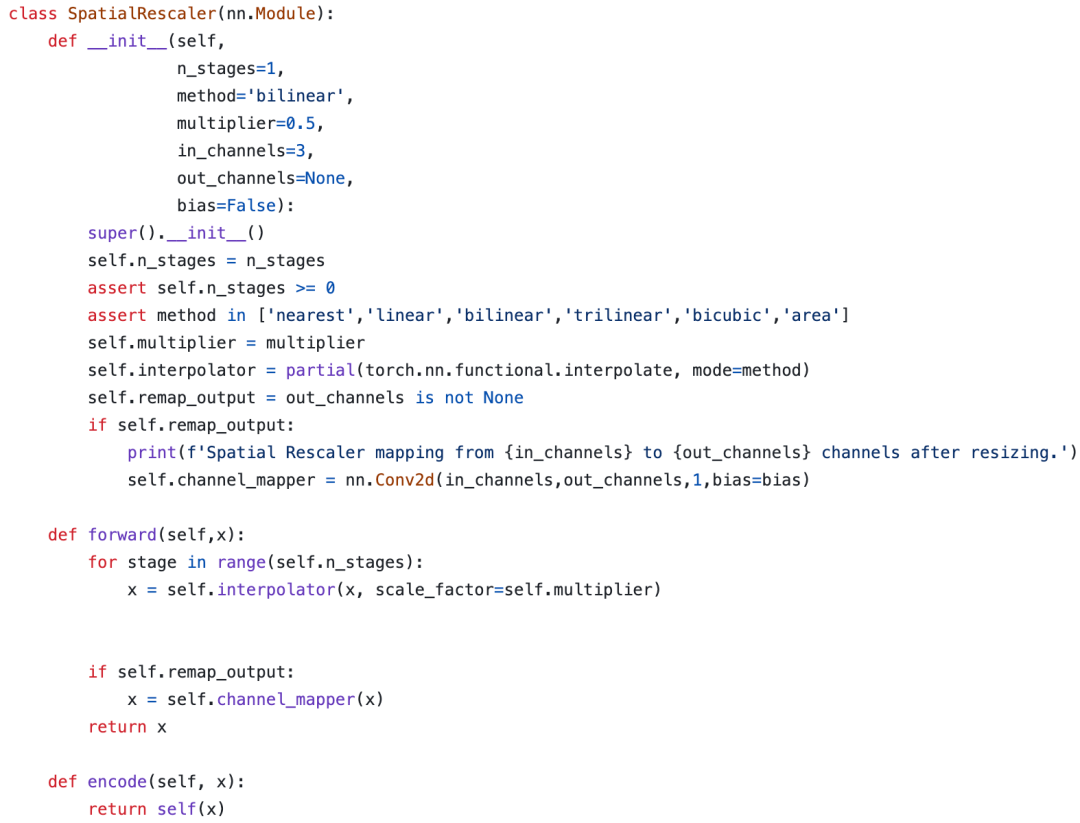 class SpatialRescaler(nn.Module):
    def __init__(self,
                 n_stages=1,
                 method='bilinear',
                 multiplier=0.5,
                 in_channels=3,
                 out_channels=None,
                 bias=False):
        super().__init__()
        self.n_stages = n_stages
        assert self.n_stages >= 0
        assert method in ['nearest','linear','bilinear','trilinear','bicubic','area']
        self.multiplier = multiplier
        self.interpolator = partial(torch.nn.functional.interpolate, mode=method)
        self.remap_output = out_channels is not None
        if self.remap_output:
            print(f'Spatial Rescaler mapping from {in_channels} to {out_channels} channels after resizing.')
            self.channel_mapper = nn.Conv2d(in_channels,out_channels,1,bias=bias)

    def forward(self,x):
        for stage in range(self.n_stages):
            x = self.interpolator(x, scale_factor=self.multiplier)


        if self.remap_output:
            x = self.channel_mapper(x)
        return x

    def encode(self, x):
        return self(x)